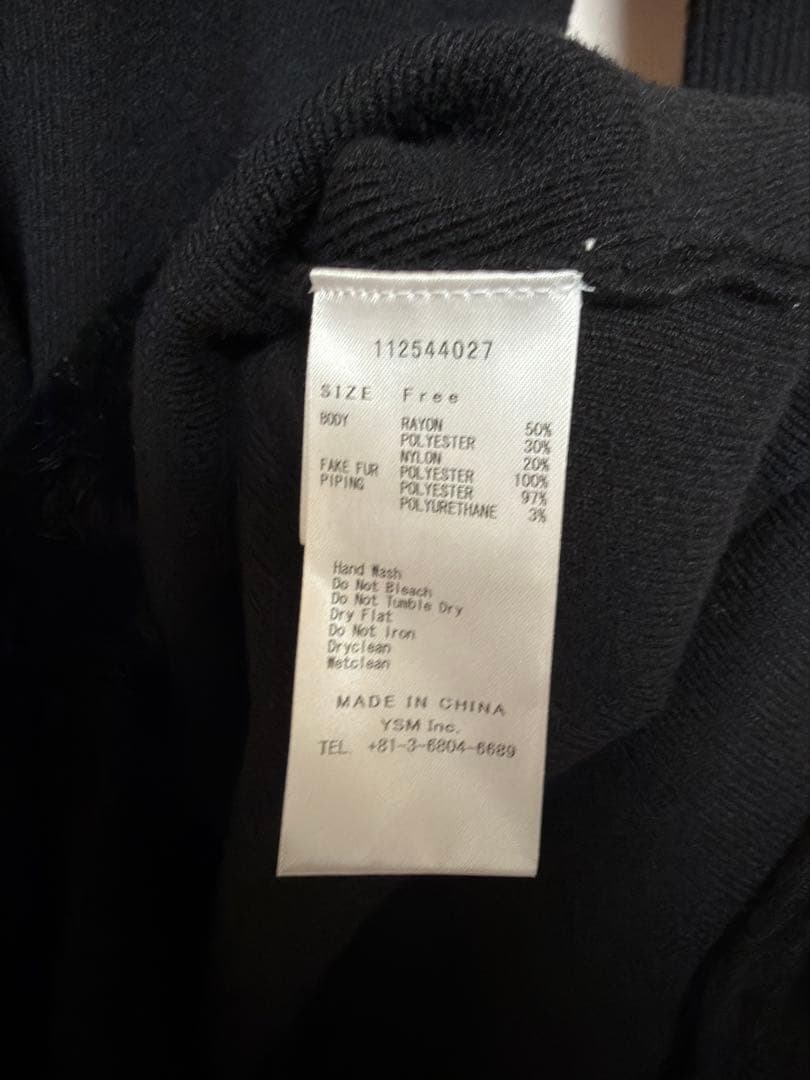 112544027
SIZE Free
BODY RAYON 50%
POLYESTER 30%
NYLON 20%
FAKE FUR POLYESTER 100%
PIPING POLYESTER 97%
POLYURETHANE 3%
Hand Wash
Do Not Bleach
Do Not Tumble Dry
Dry Flat
Do Not Iron
Dryclean
Wetclean
MADE IN CHINA
YSM Inc.
TEL. +81-3-6804-6689